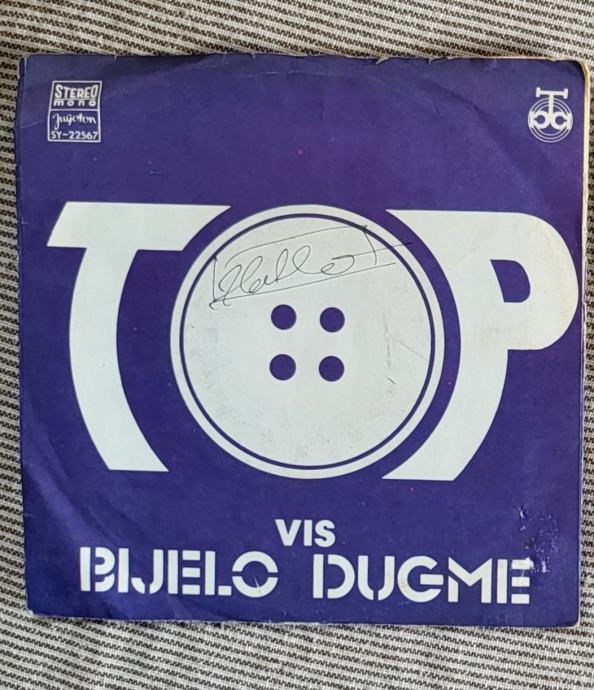 STEREO
mono
Jugoton
SY-22567
TOP
VIS
BIJELO DUGME